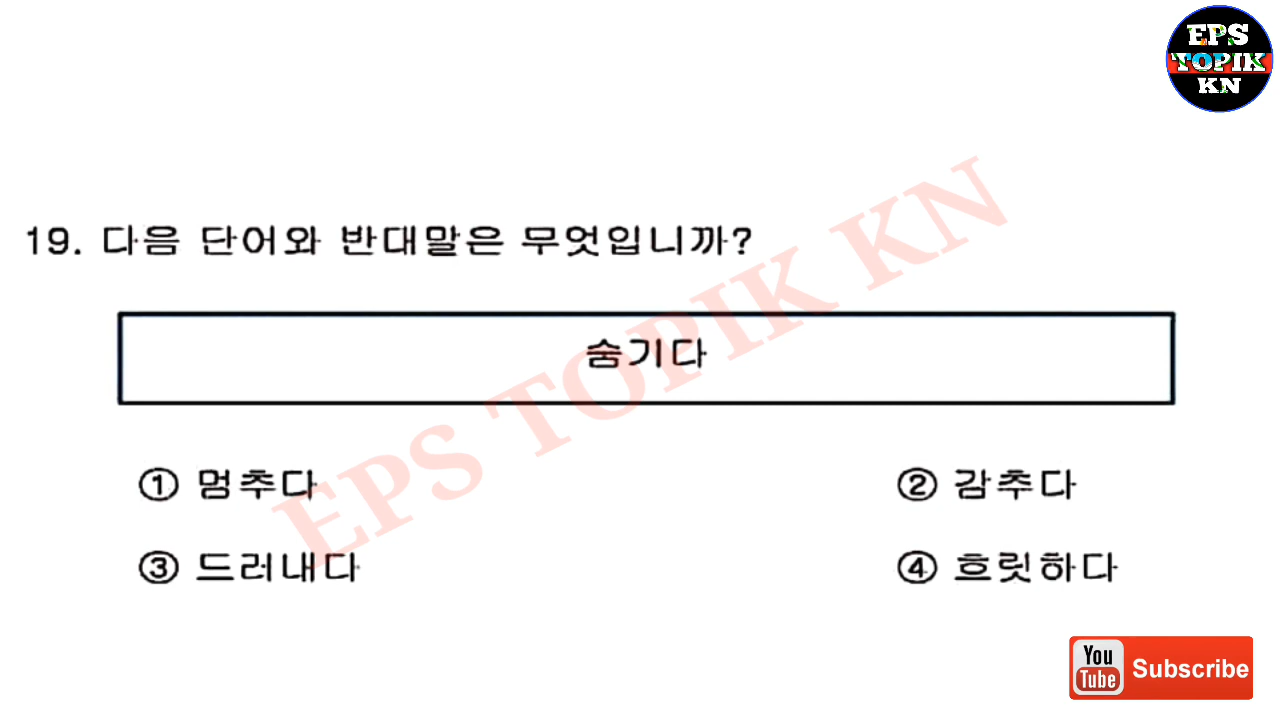 EPS
TOPIK
KN
19. 다음 단어와 반대말은 무엇입니까?
숨기다
① 멈추다
② 감추다
③ 드러내다
④ 흐릿하다
EPS TOPIK KN
You Tube Subscribe